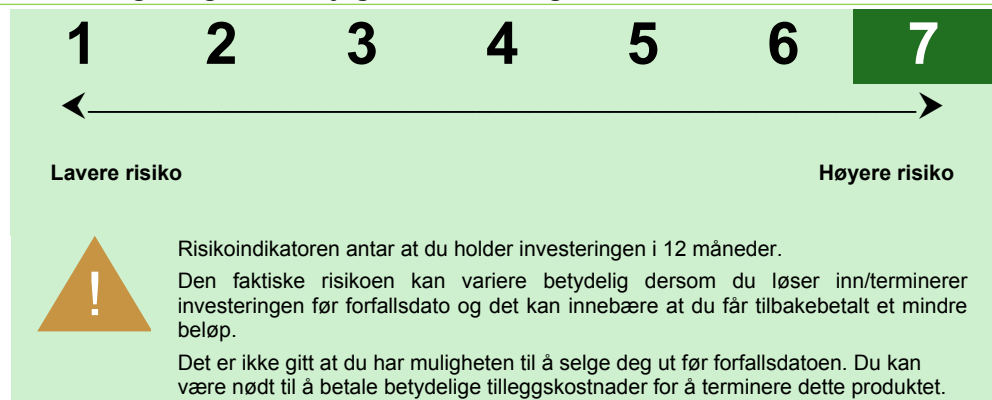 1 2 3 4 5 6 7
Lavere risiko Høyere risiko
!
Risikoindikatoren antar at du holder investeringen i 12 måneder.
Den faktiske risikoen kan variere betydelig dersom du løser inn/terminerer
investeringen før forfallsdato og det kan innebære at du får tilbakebetalt et mindre
beløp.
Det er ikke gitt at du har muligheten til å selge deg ut før forfallsdatoen. Du kan
være nødt til å betale betydelige tilleggskostnader for å terminere dette produktet.